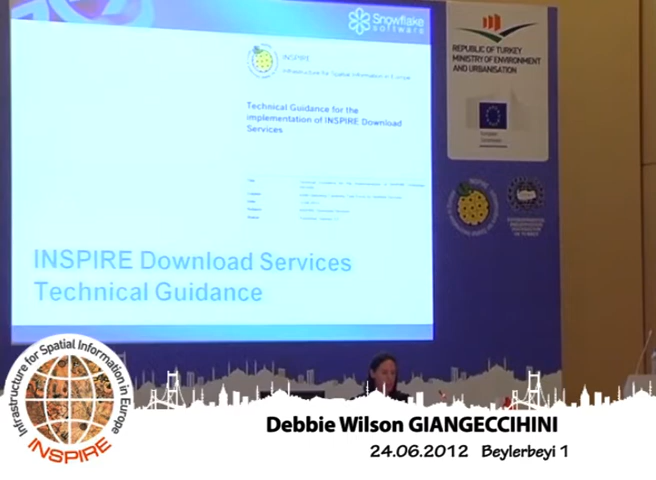 Snowflake
software
INSPIRE
Infrastructure for Spatial Information in Europe
Technical Guidance for the
implementation of INSPIRE Download
Services
INSPIRE Download Services
Technical Guidance
REPUBLIC OF TURKEY
MINISTRY OF ENVIRONMENT
AND URBANISATION
Infrastructure for Spatial Information in Europe
INSPIRE
Debbie Wilson GIANGECCIHINI
24.06.2012 Beylerbeyi 1